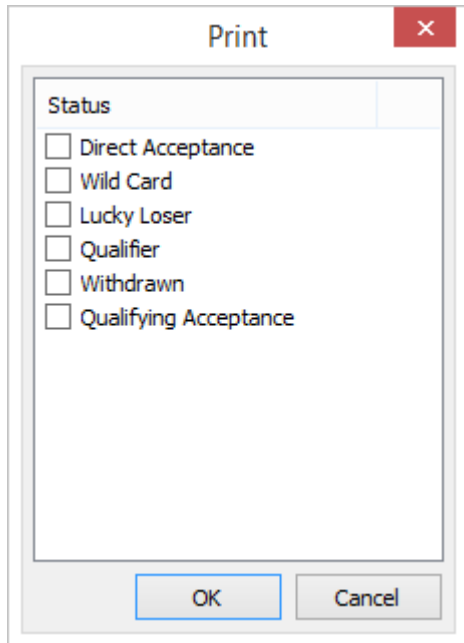 Print
Status
Direct Acceptance
Wild Card
Lucky Loser
Qualifier
Withdrawn
Qualifying Acceptance
OK
Cancel